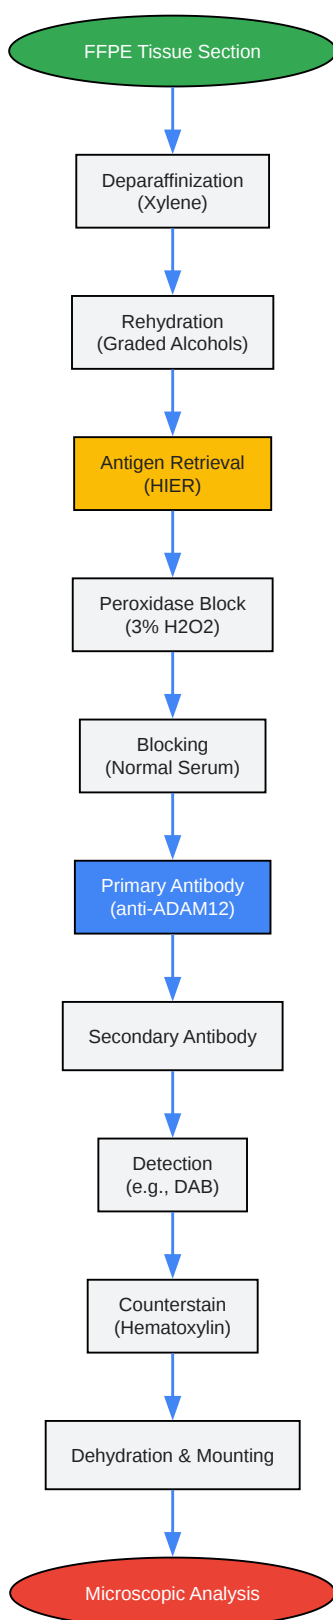 FFPE Tissue Section
Deparaffinization
(Xylene)
Rehydration
(Graded Alcohols)
Antigen Retrieval
(HIER)
Peroxidase Block
(3% H2O2)
Blocking
(Normal Serum)
Primary Antibody
(anti-ADAM12)
Secondary Antibody
Detection
(e.g., DAB)
Counterstain
(Hematoxylin)
Dehydration & Mounting
Microscopic Analysis